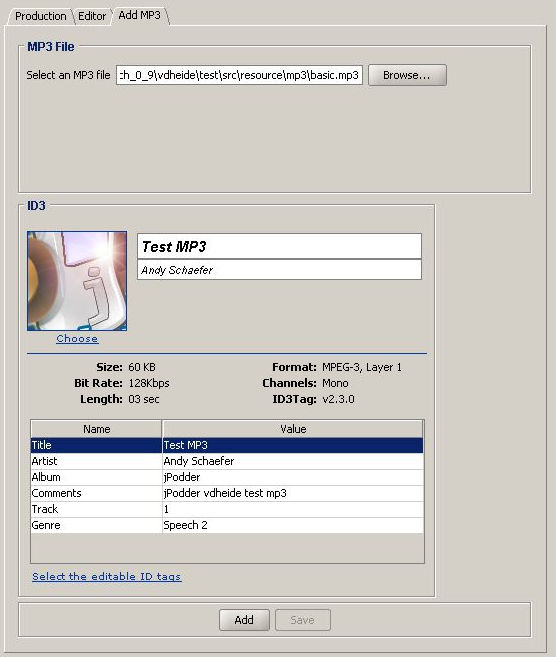 Production Editor Add MP3
MP3 File
Select an MP3 file ch_0_9\vdheide\test\src\resource\mp3\basic.mp3 Browse...
ID3
Test MP3
Andy Schaefer
j
Choose
Size: 60 KB Format: MPEG-3, Layer 1
Bit Rate: 128Kbps Channels: Mono
Length: 03 sec ID3Tag: v2.3.0
Name Value
Title Test MP3
Artist Andy Schaefer
Album jPodder
Comments jPodder vdheide test mp3
Track 1
Genre Speech 2
Select the editable ID tags
Add Save